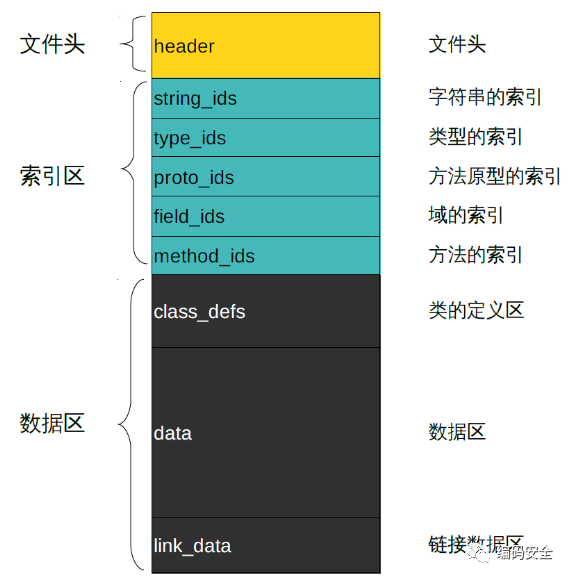 文件头
header
文件头
string_ids
字符串的索引
type_ids
类型的索引
索引区
proto_ids
方法原型的索引
field_ids
域的索引
method_ids
方法的索引
class_defs
类的定义区
数据区
data
数据区
link_data
链接数据区
编码安全